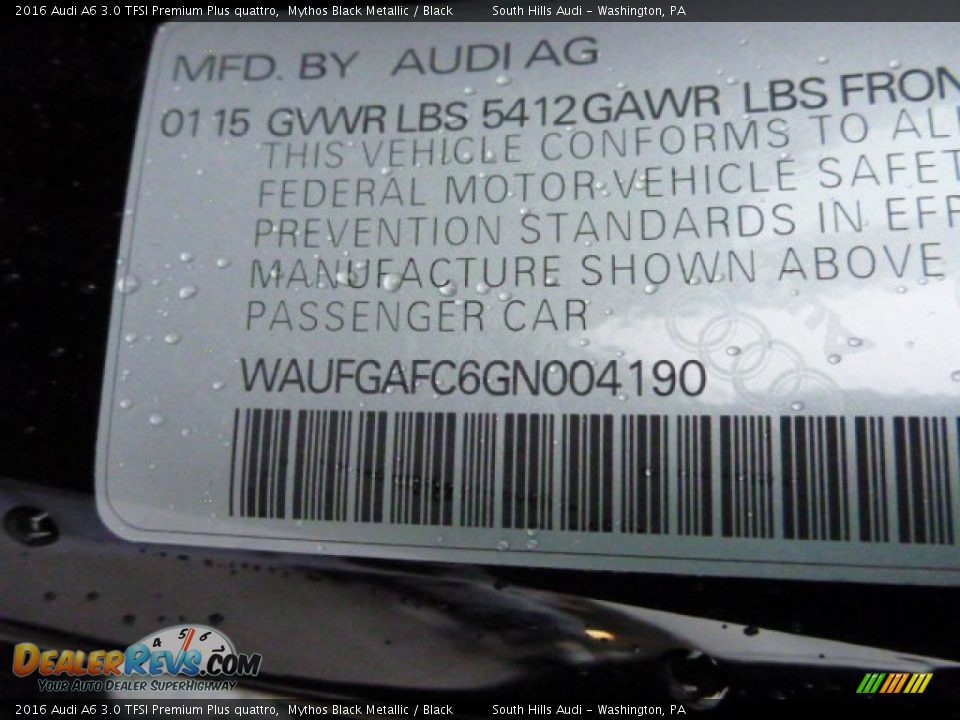 2016 Audi A6 3.0 TFSI Premium Plus quattro, Mythos Black Metallic / Black South Hills Audi - Washington, PA
MFD. BY AUDI AG
01 15 GVWR LBS 5412 GAWR LBS FRON
THIS VEHICLE CONFORMS TO AL
FEDERAL MOTOR VEHICLE SAFET
PREVENTION STANDARDS IN EFF
MANUFACTURE SHOWN ABOVE
PASSENGER CAR
WAUFGAFC6GN004190
4 5 6
DEALERREVS.COM
YOUR AUTO DEALER SUPERHIGHWAY
2016 Audi A6 3.0 TFSI Premium Plus quattro, Mythos Black Metallic / Black South Hills Audi - Washington, PA